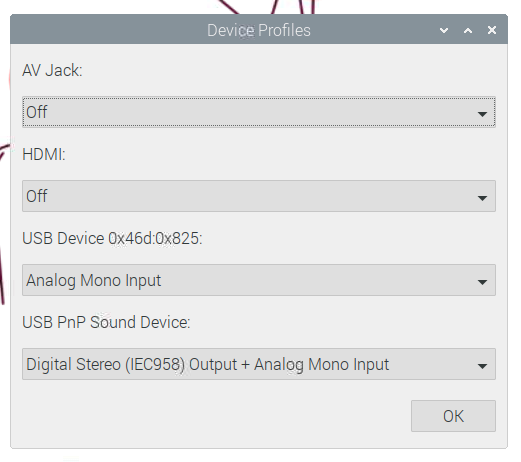 Device Profiles
AV Jack:
Off
HDMI:
Off
USB Device 0x46d:0x825:
Analog Mono Input
USB PnP Sound Device:
Digital Stereo (IEC958) Output + Analog Mono Input
OK